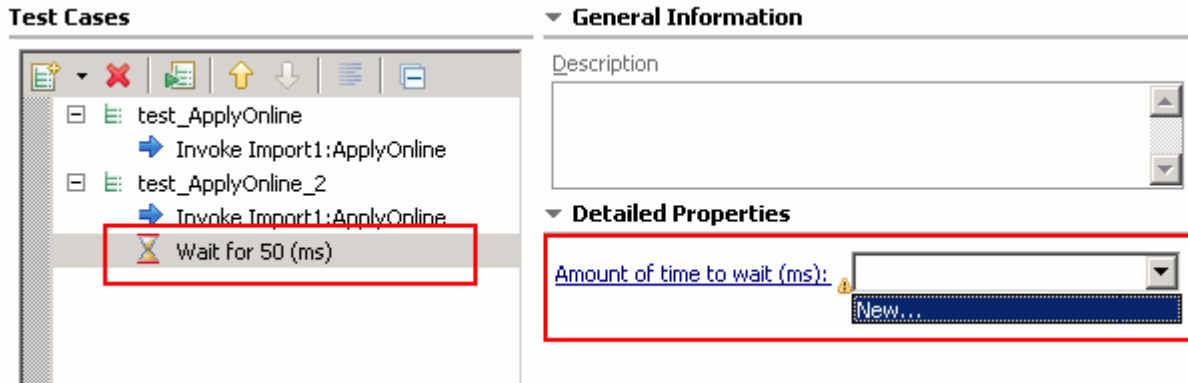 Test Cases
test_ApplyOnline
Invoke Import1:ApplyOnline
test_ApplyOnline_2
Invoke Import1:ApplyOnline
Wait for 50 (ms)
General Information
Description
Detailed Properties
Amount of time to wait (ms):
New...